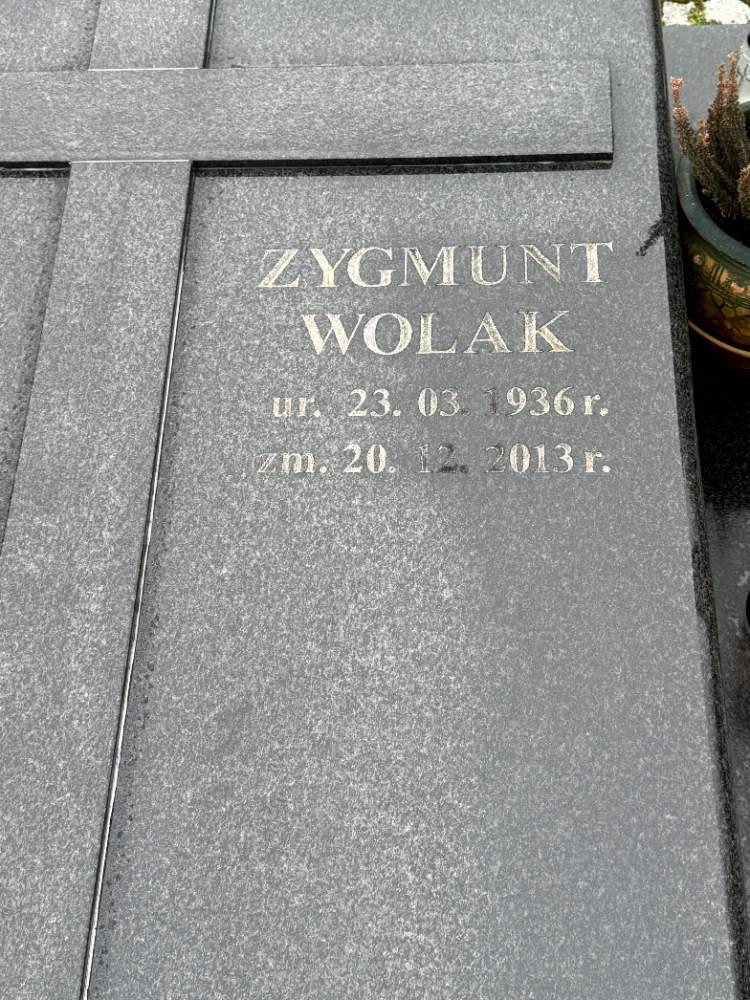 ZYGMUNT
WOLAK
ur. 23. 03. 1936 r.
zm. 20. 12. 2013 r.